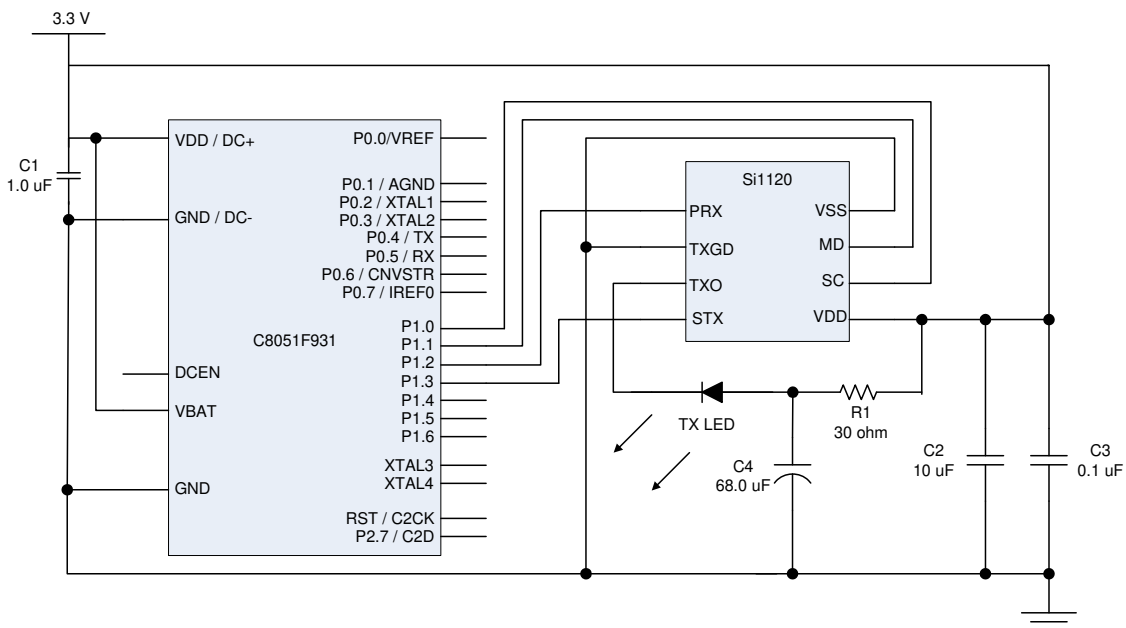 3.3 V
C1
1.0 uF
VDD / DC+
GND / DC-
C8051F931
DCEN
VBAT
GND
P0.0/VREF
P0.1 / AGND
P0.2 / XTAL1
P0.3 / XTAL2
P0.4 / TX
P0.5 / RX
P0.6 / CNVSTR
P0.7 / IREF0
P1.0
P1.1
P1.2
P1.3
P1.4
P1.5
P1.6
XTAL3
XTAL4
RST / C2CK
P2.7 / C2D
Si1120
PRX
TXGD
TXO
STX
VSS
MD
SC
VDD
TX LED
R1
30 ohm
C4
68.0 uF
C2
10 uF
C3
0.1 uF